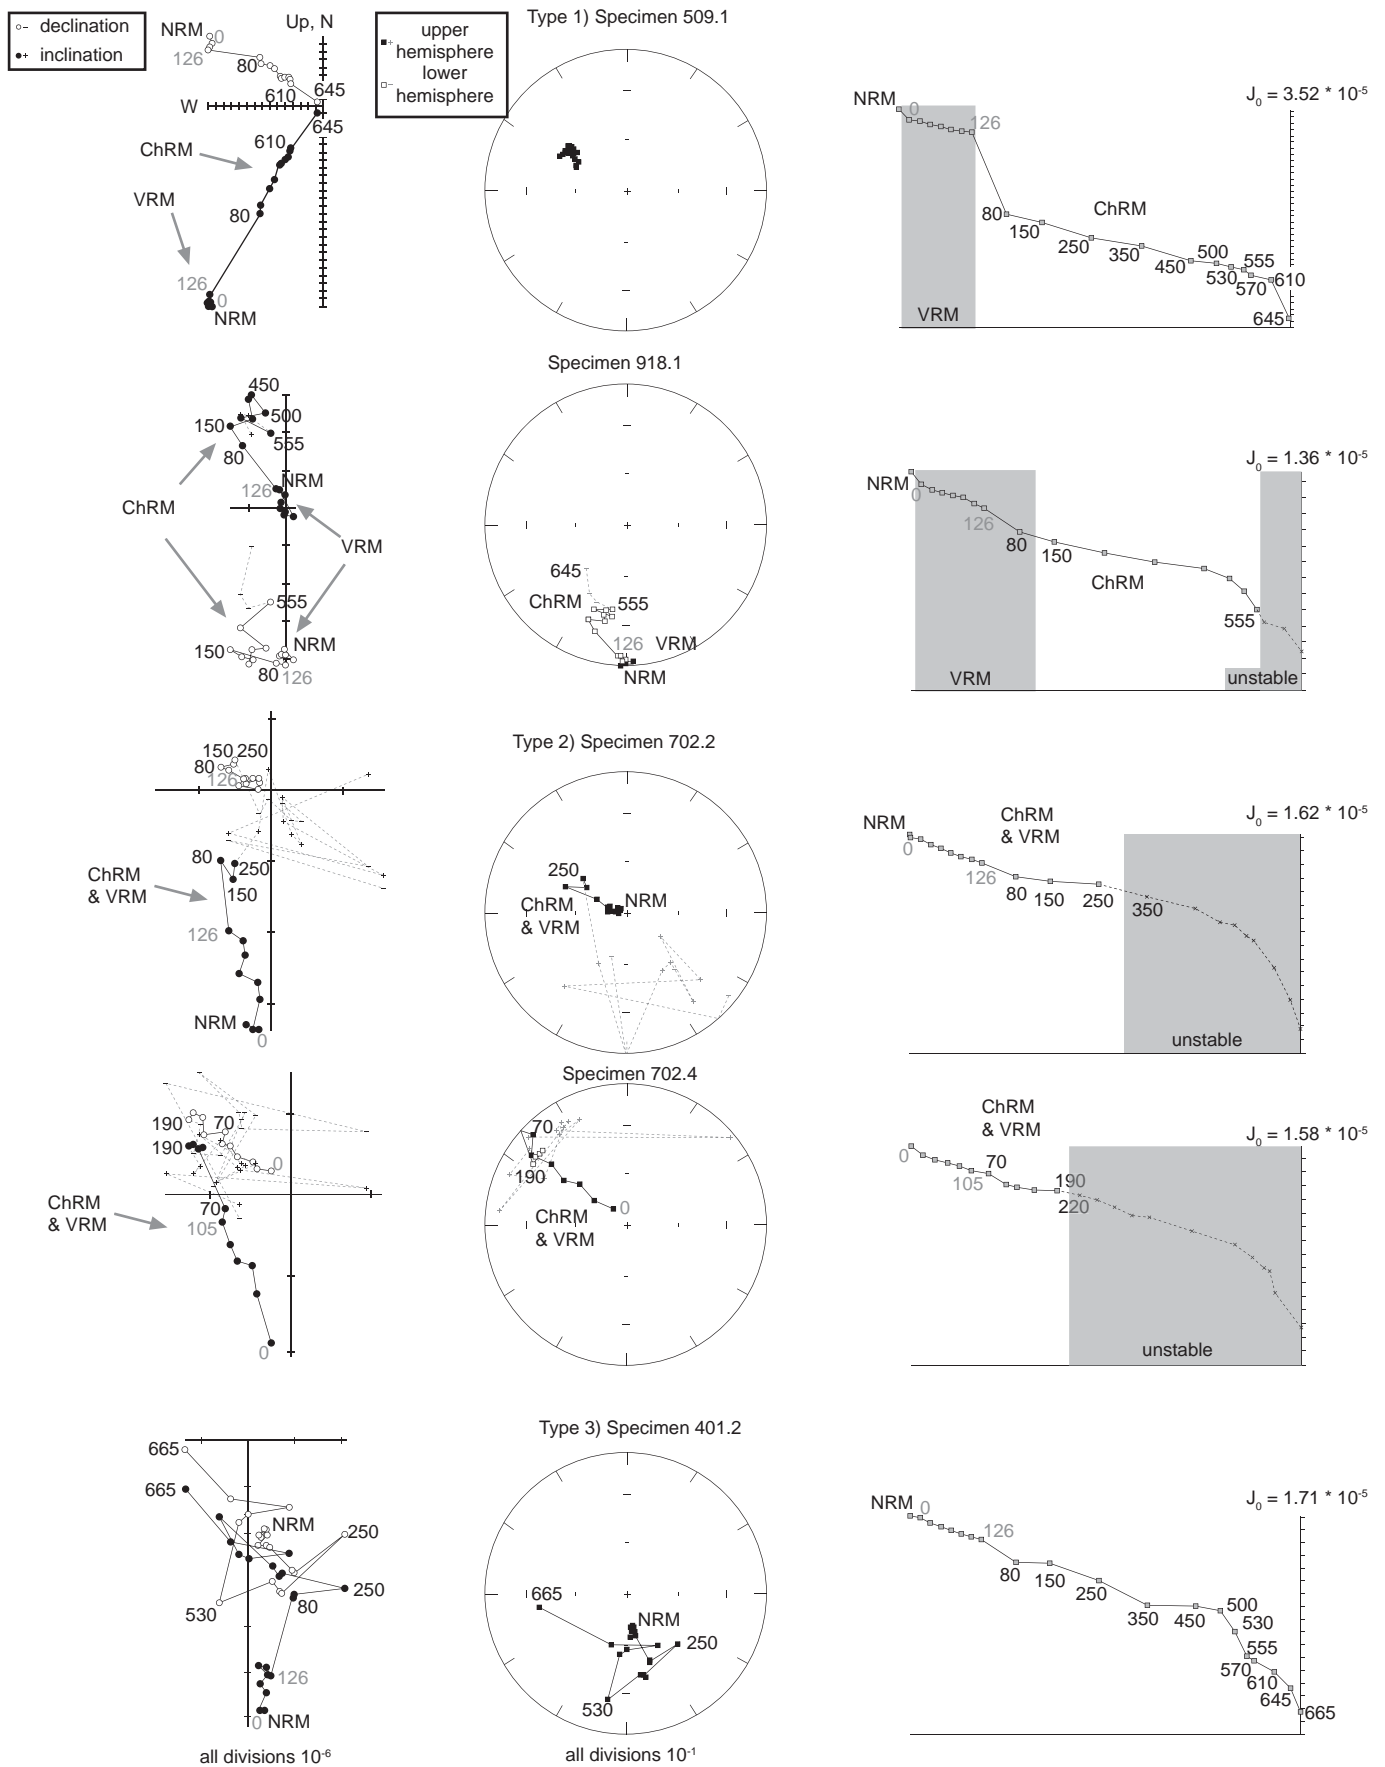 declination
inclination
upper
hemisphere
lower
hemisphere
Type 1) Specimen 509.1
NRM
0
126
80
610
645
Up, N
W
645
610
ChRM
VRM
80
126
0
NRM
NRM
0
126
80
150
250
ChRM
350
450
500
530
555
570
610
645
VRM
J0 = 3.52 * 10-5
Specimen 918.1
450
500
150
555
80
NRM
126
ChRM
VRM
555
NRM
150
80
126
645
ChRM
555
126
VRM
NRM
NRM
0
126
80
150
ChRM
555
VRM
unstable
J0 = 1.36 * 10-5
Type 2) Specimen 702.2
150 250
80
126
80
250
150
ChRM
& VRM
126
NRM
0
250
ChRM
& VRM
NRM
NRM
0
126
80
150
250
350
ChRM
& VRM
unstable
J0 = 1.62 * 10-5
Specimen 702.4
190
70
190
0
70
105
ChRM
& VRM
0
70
190
0
ChRM
& VRM
0
105
70
190
220
ChRM
& VRM
unstable
J0 = 1.58 * 10-5
Type 3) Specimen 401.2
665
665
NRM
250
250
530
80
126
0
NRM
665
NRM
250
530
NRM
0
126
80
150
250
350
450
500
530
555
570
610
645
665
J0 = 1.71 * 10-5
all divisions 10-6
all divisions 10-1